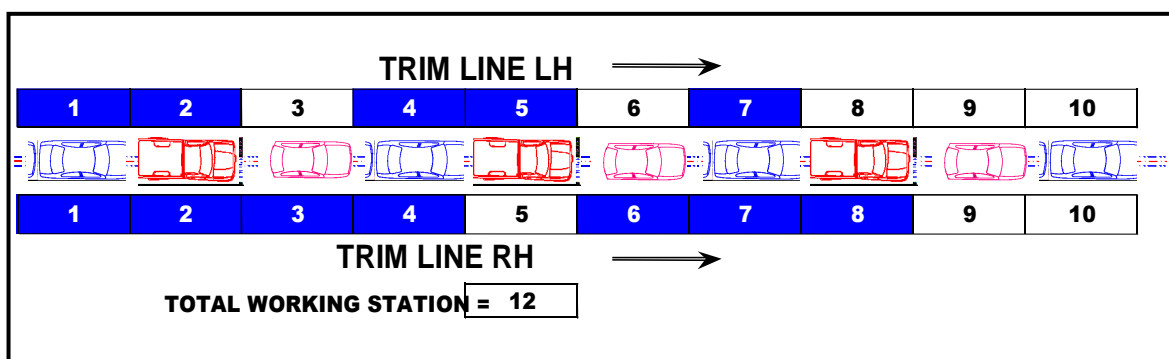 TRIM LINE LH
1 2 3 4 5 6 7 8 9 10
1 2 3 4 5 6 7 8 9 10
TRIM LINE RH
TOTAL WORKING STATION = 12